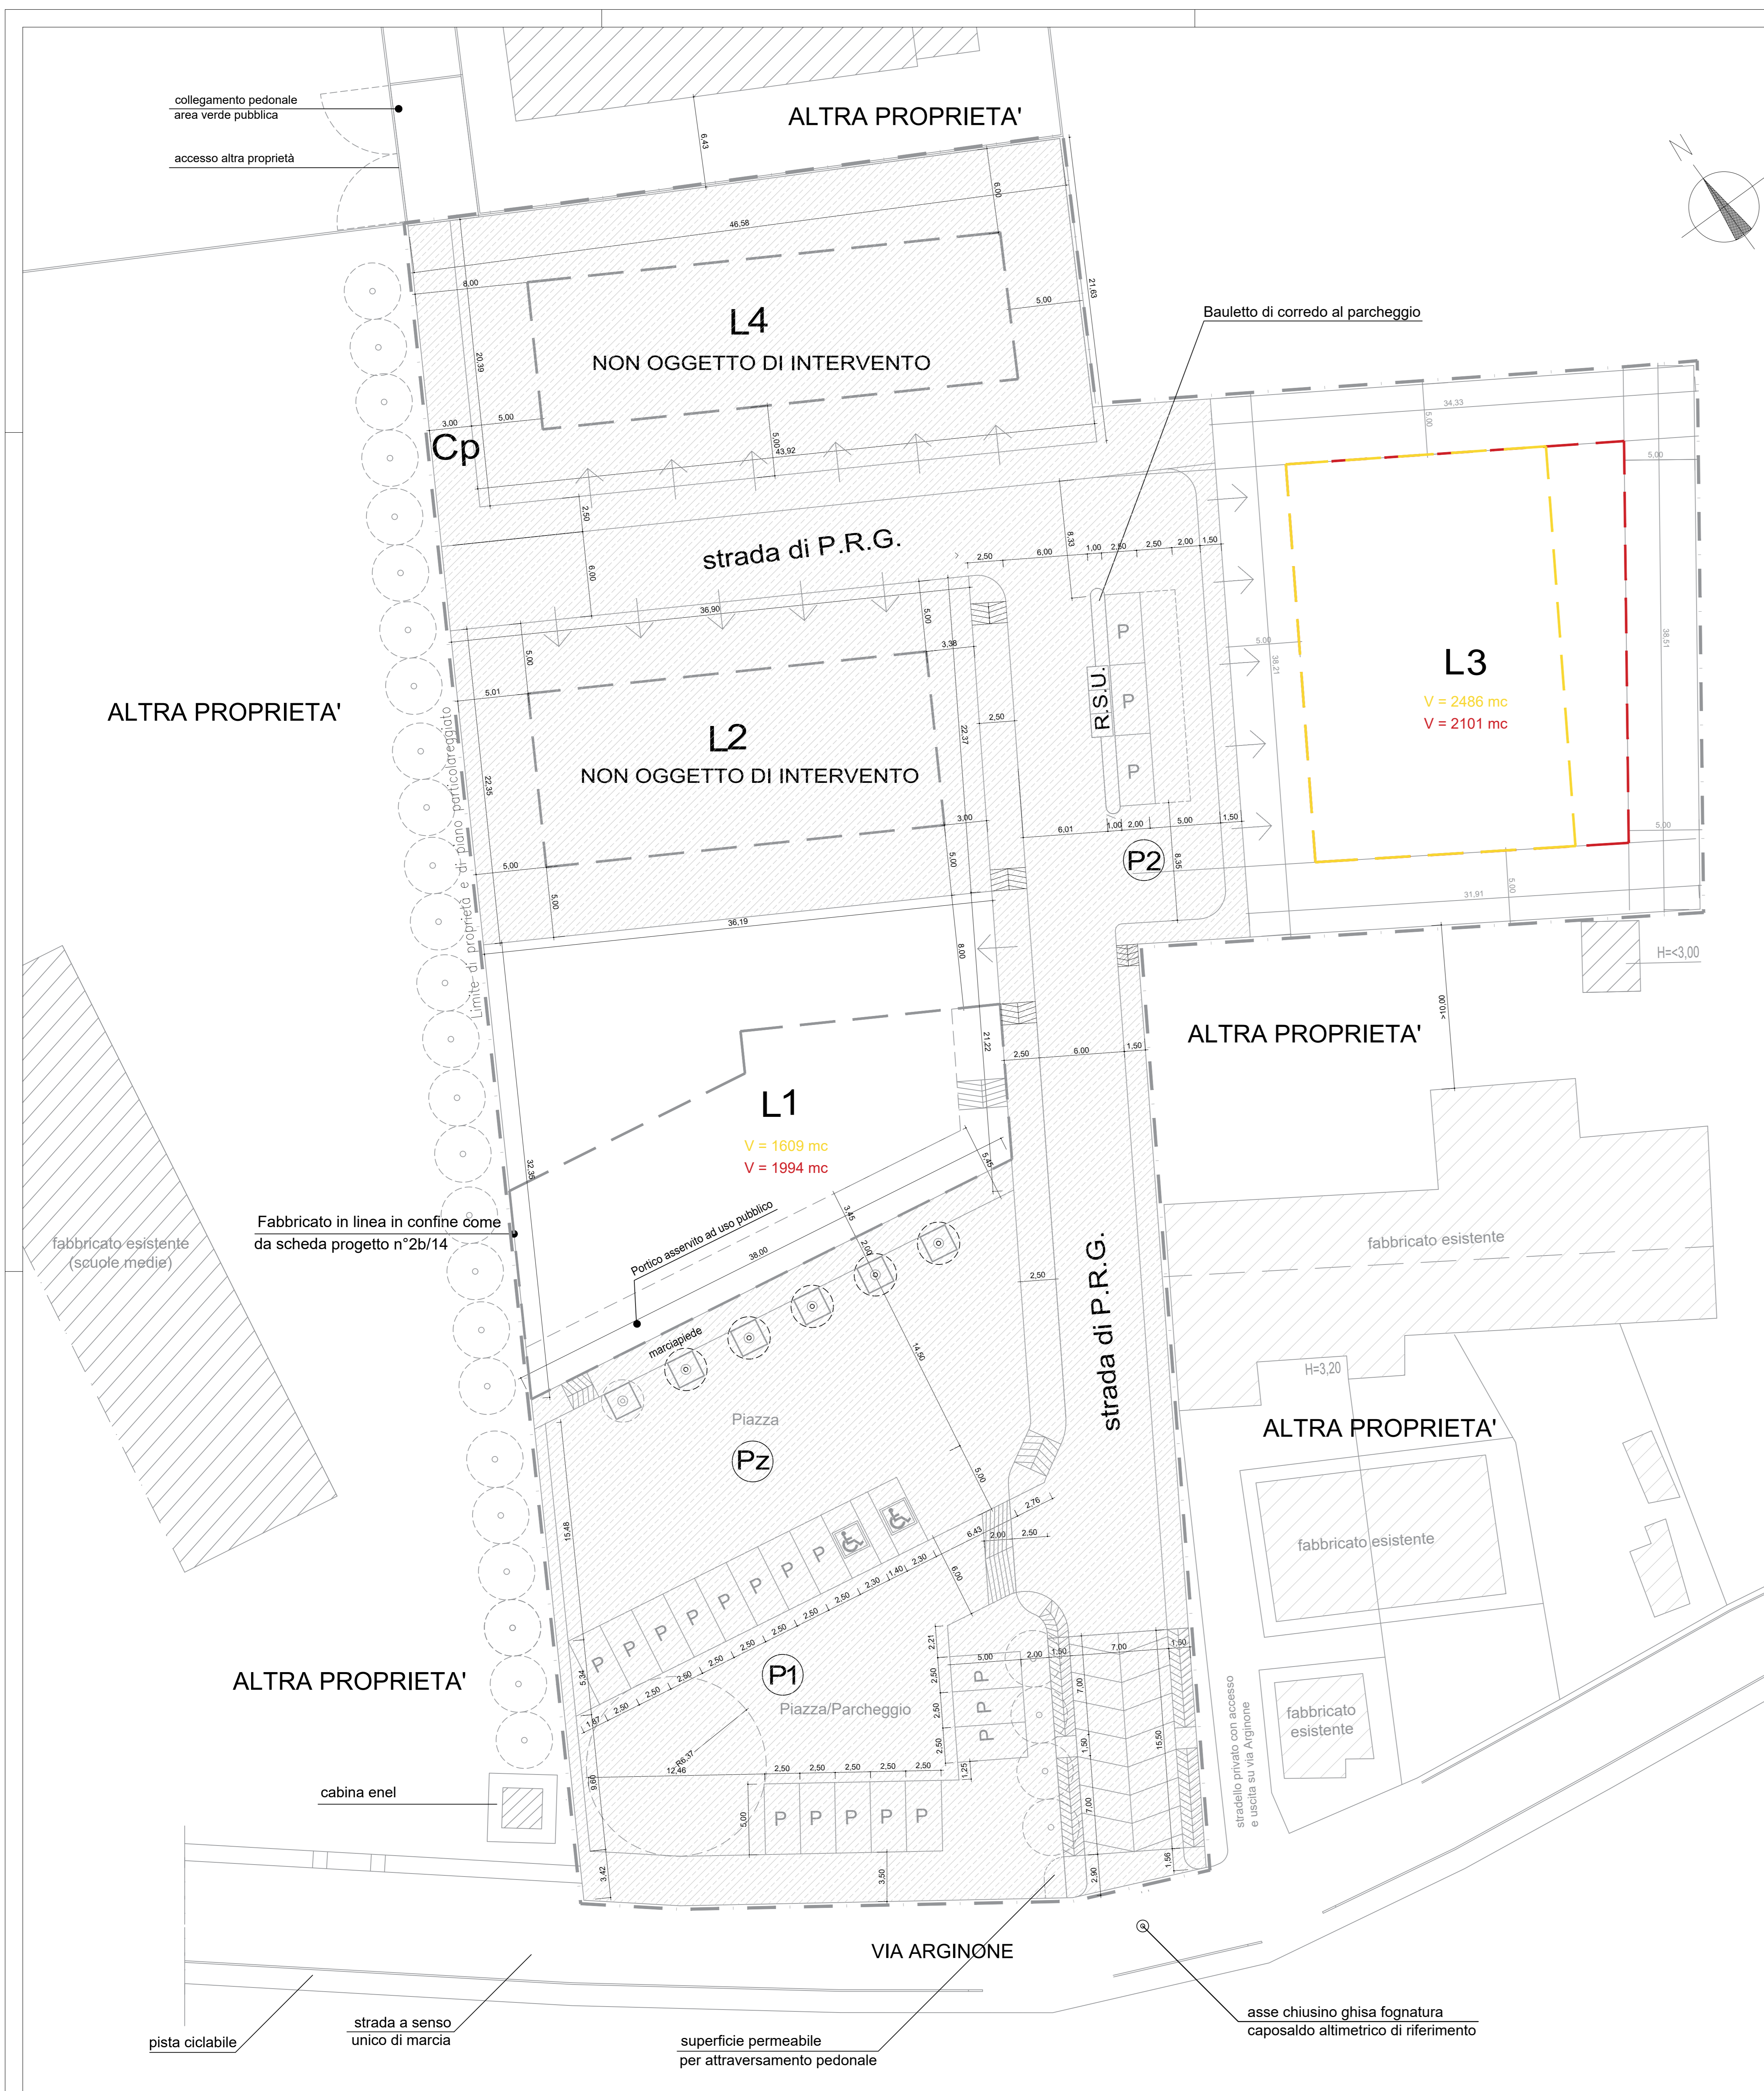 collegamento pedonale
area verde pubblica
accesso altra proprietà
ALTRA PROPRIETA'
N
6,43
6,00
46,58
8,00
21,63
5,00
L4
NON OGGETTO DI INTERVENTO
20,39
3,00
5,00
Cp
5,00
43,92
Bauletto di corredo al parcheggio
34,33
5,00
5,00
2,50
strada di P.R.G.
6,00
8,33
2,50
6,00
1,00
2,50
2,50
2,00
1,50
36,90
5,00
5,00
3,38
5,01
ALTRA PROPRIETA'
L2
NON OGGETTO DI INTERVENTO
22,35
22,37
2,50
Limite di proprietà e di piano particolareggiato
3,00
5,00
5,00
5,00
36,19
P
P
P
R.S.U.
5,00
38,21
L3
V = 2486 mc
V = 2101 mc
38,51
5,00
6,01
1,00
2,00
5,00
1,50
P2
8,35
31,91
5,00
H=<3,00
8,00
>10,00
ALTRA PROPRIETA'
21,22
2,50
6,00
1,50
L1
V = 1609 mc
V = 1994 mc
32,35
5,45
Fabbricato in linea in confine come
da scheda progetto n°2b/14
fabbricato esistente
(scuole medie)
Portico asservito ad uso pubblico
38,00
3,45
2,00
marciapiede
2,50
14,50
strada di P.R.G.
fabbricato esistente
H=3,20
ALTRA PROPRIETA'
Piazza
Pz
5,00
15,48
2,76
6,43
2,00
2,50
6,00
P
P
P
P
P
P
P
P
1,87
2,50
2,50
2,50
2,50
2,50
2,50
2,50
2,50
2,30
1,40
2,30
5,34
fabbricato esistente
ALTRA PROPRIETA'
P1
Piazza/Parcheggio
R6,37
2,21
2,50
2,50
2,50
5,00
2,00
1,50
7,00
1,50
P
P
P
7,00
1,50
7,00
15,50
fabbricato
esistente
stradello privato con accesso
e uscita su via Arginone
9,60
12,46
2,50
2,50
2,50
2,50
2,50
1,25
cabina enel
5,00
P
P
P
P
P
3,42
3,50
2,90
1,56
VIA ARGINONE
pista ciclabile
strada a senso
unico di marcia
superficie permeabile
per attraversamento pedonale
asse chiusino ghisa fognatura
caposaldo altimetrico di riferimento